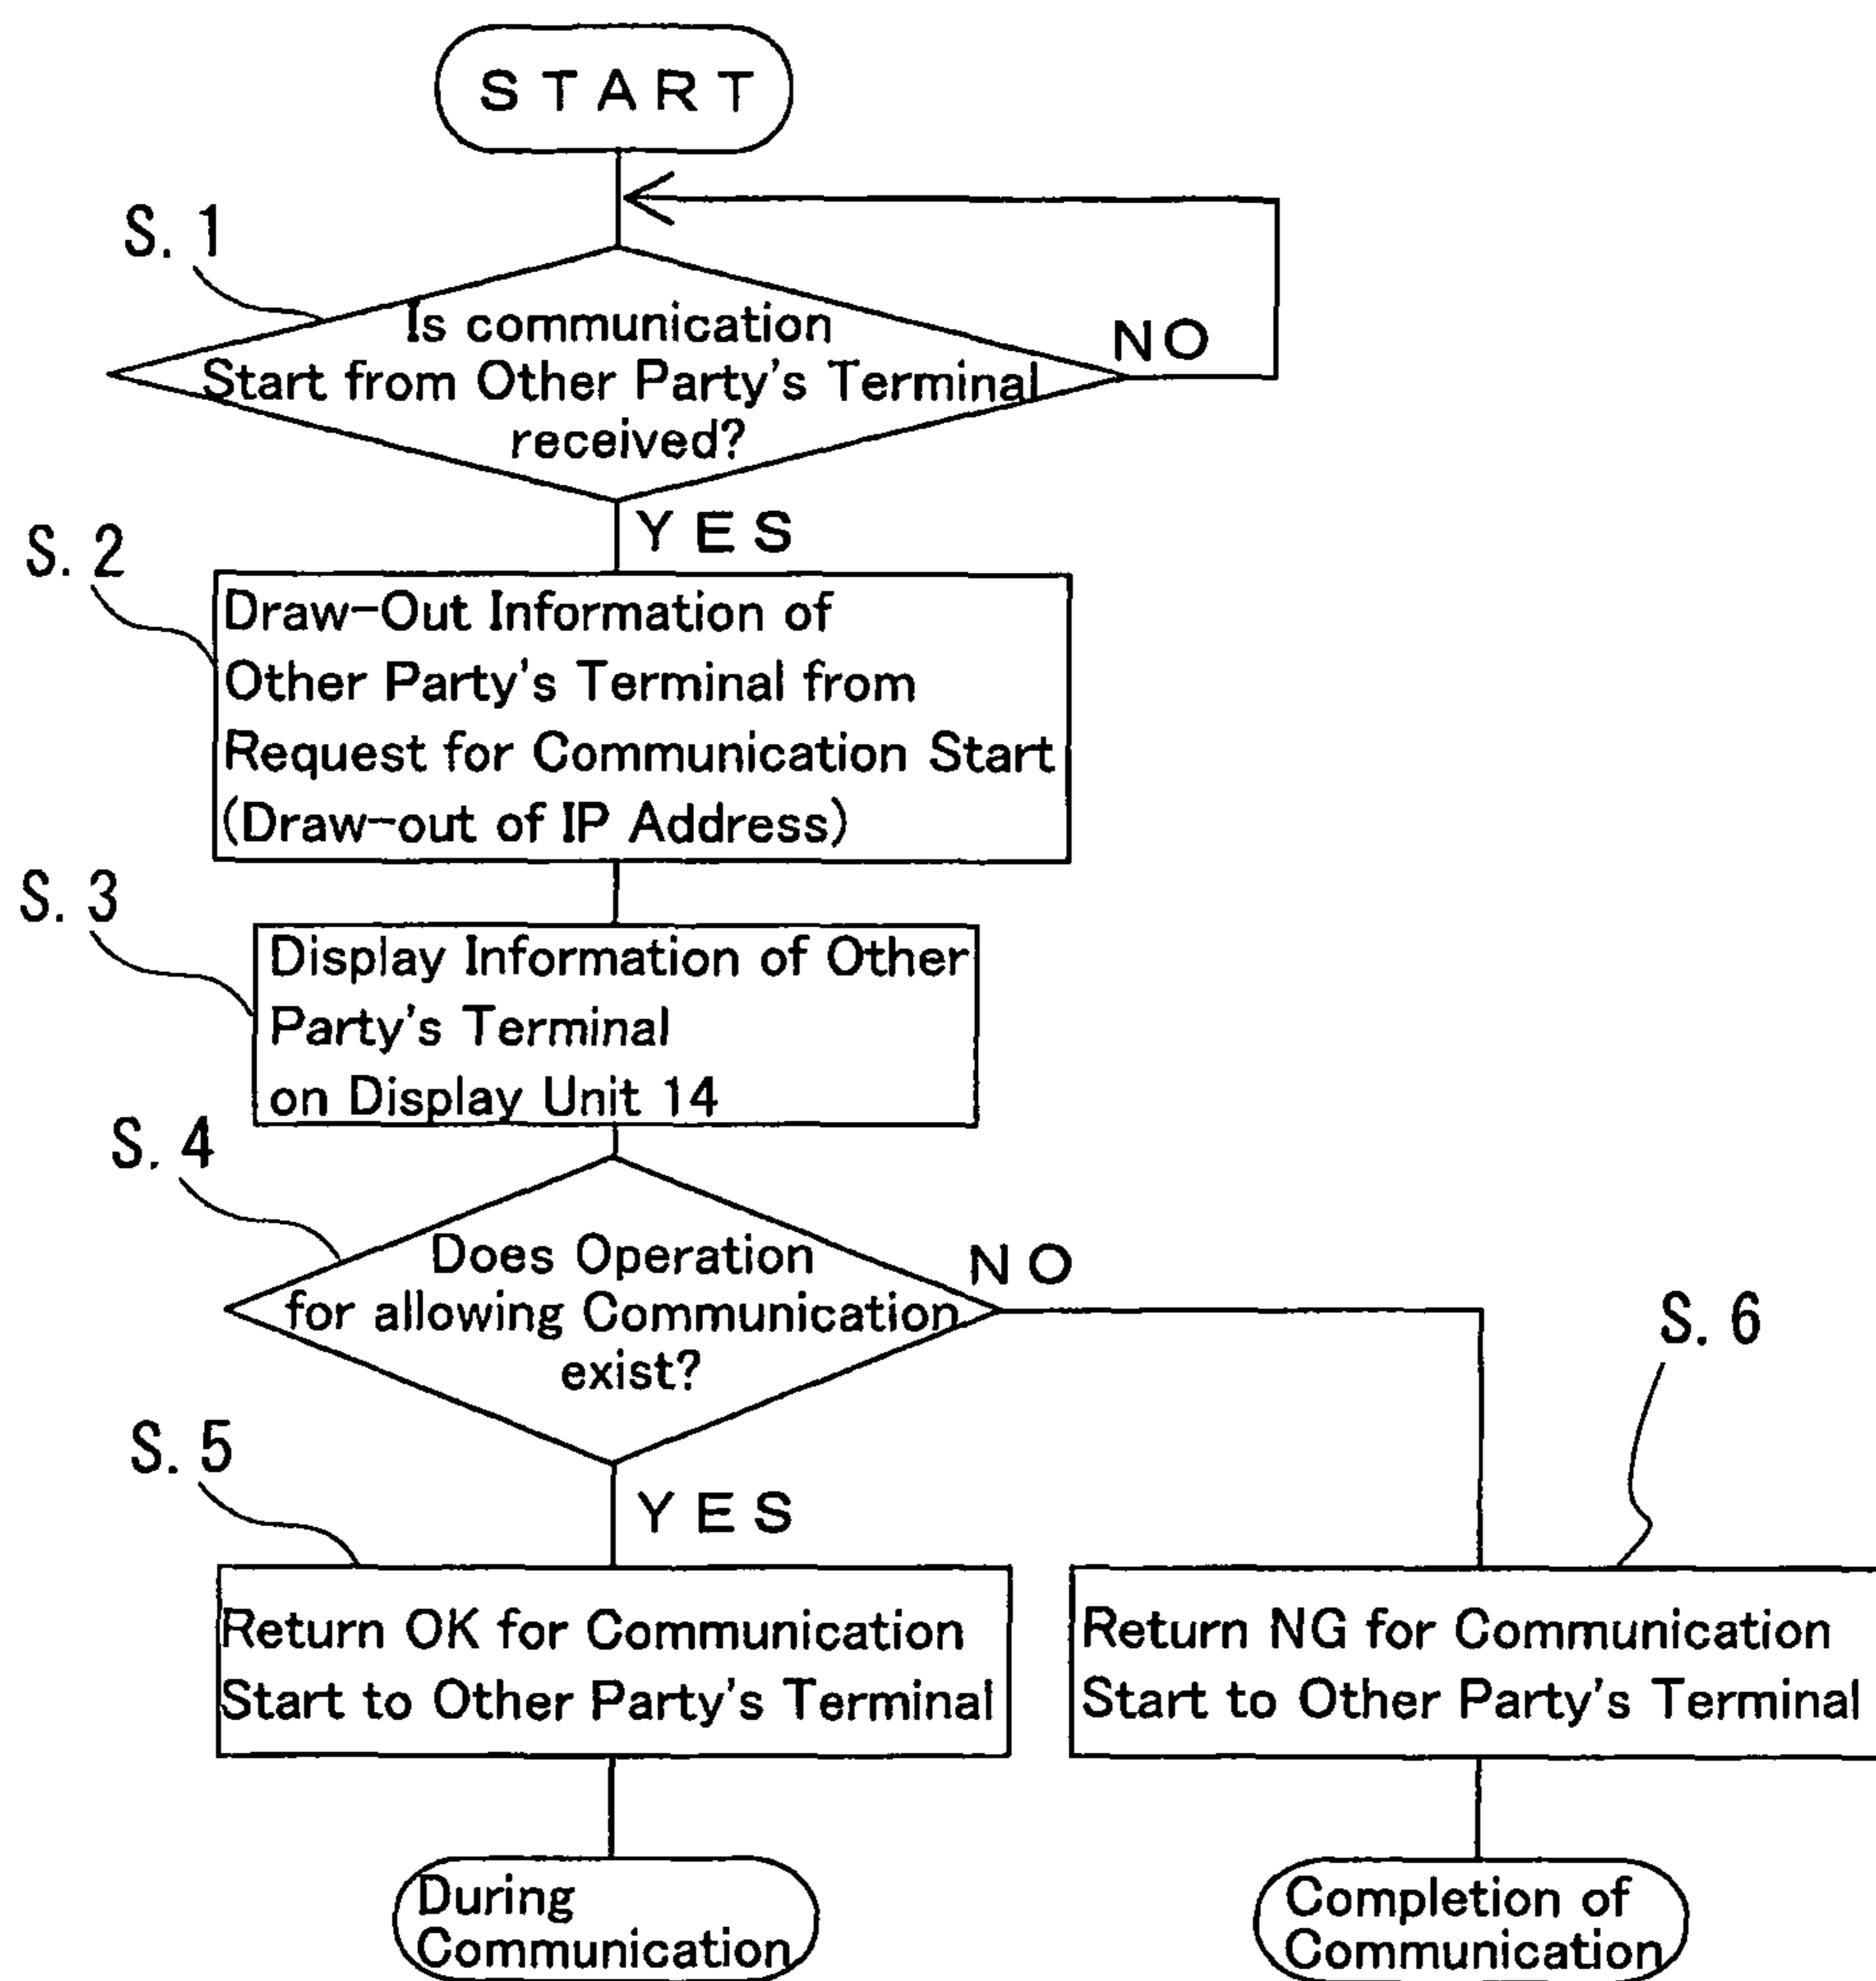 START
S. 1
Is communication
Start from Other Party's Terminal
received?
NO
YES
S. 2
Draw-Out Information of
Other Party's Terminal from
Request for Communication Start
(Draw-out of IP Address)
S. 3
Display Information of Other
Party's Terminal
on Display Unit 14
S. 4
Does Operation
for allowing Communication
exist?
NO
YES
S. 5
Return OK for Communication
Start to Other Party's Terminal
S. 6
Return NG for Communication
Start to Other Party's Terminal
During
Communication
Completion of
Communication